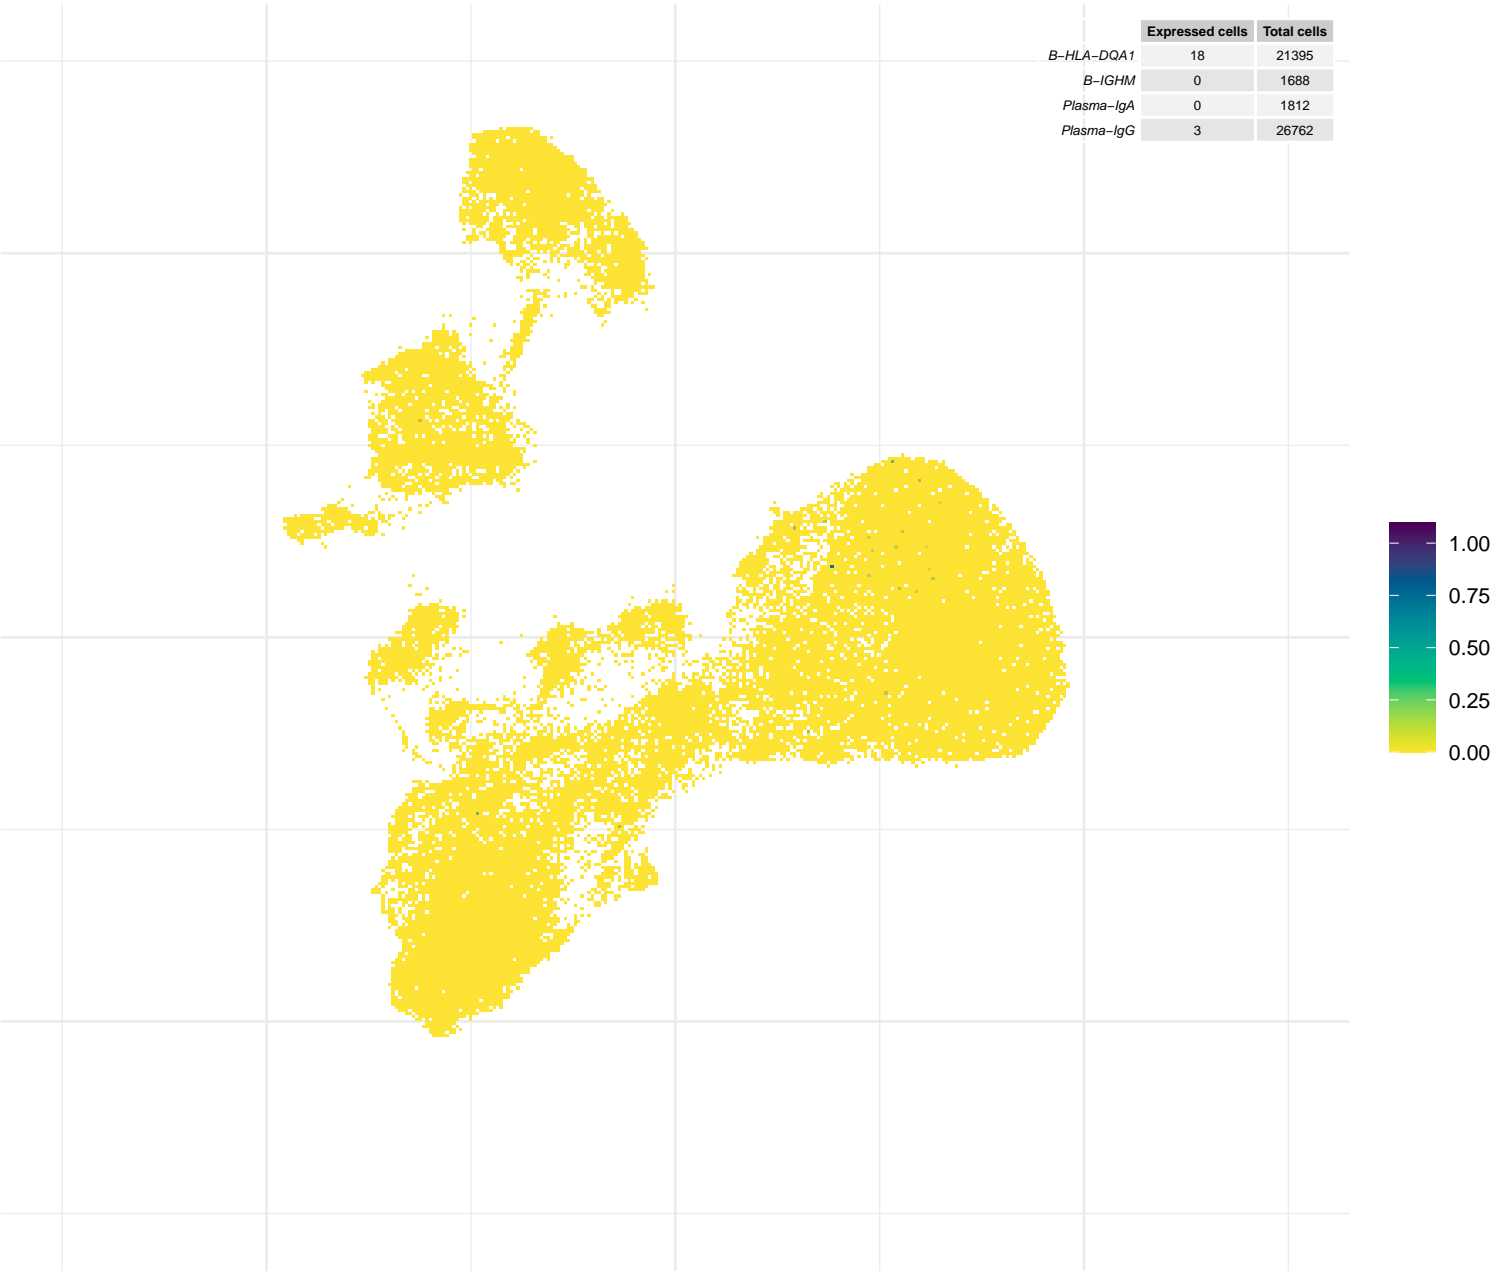 Expressed cells Total cells
B−HLA−DQA1 18 21395
B−IGHM 0 1688
Plasma−IgA 0 1812
Plasma−IgG 3 26762
1.00
0.75
0.50
0.25
0.00